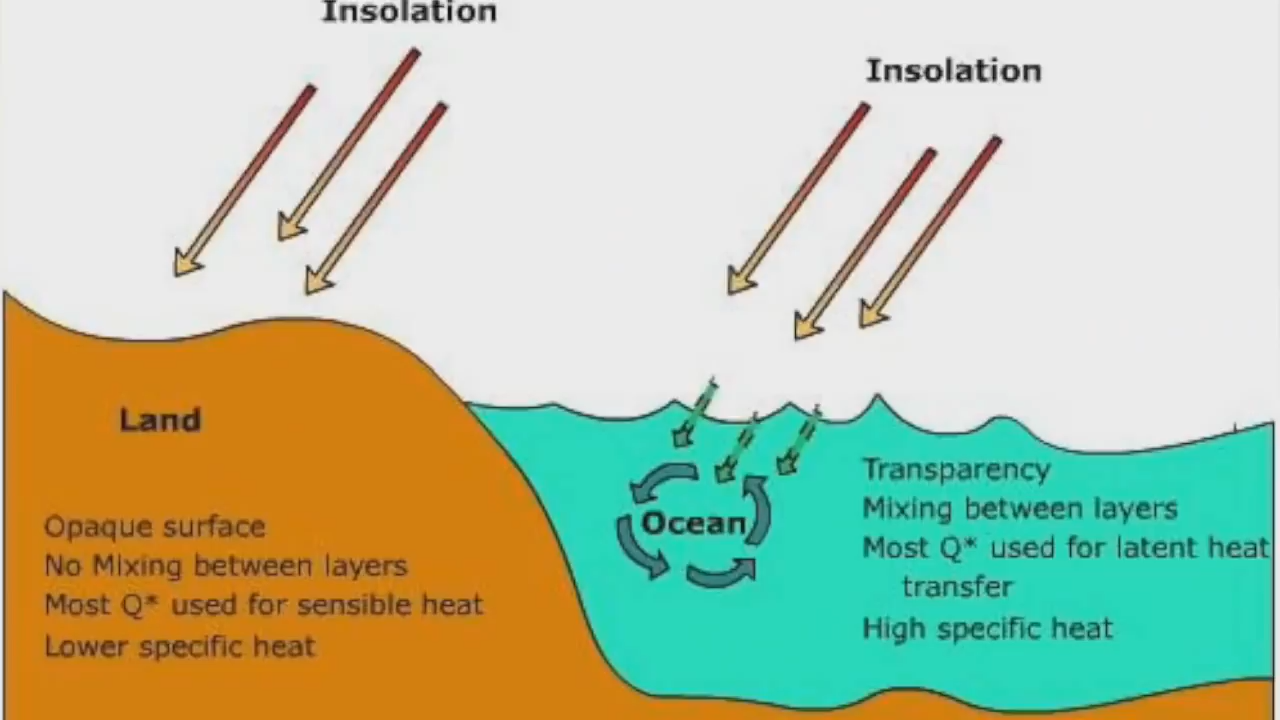 Insolation
Insolation
Land
Opaque surface
No Mixing between layers
Most Q* used for sensible heat
Lower specific heat
Ocean
Transparency
Mixing between layers
Most Q* used for latent heat
transfer
High specific heat